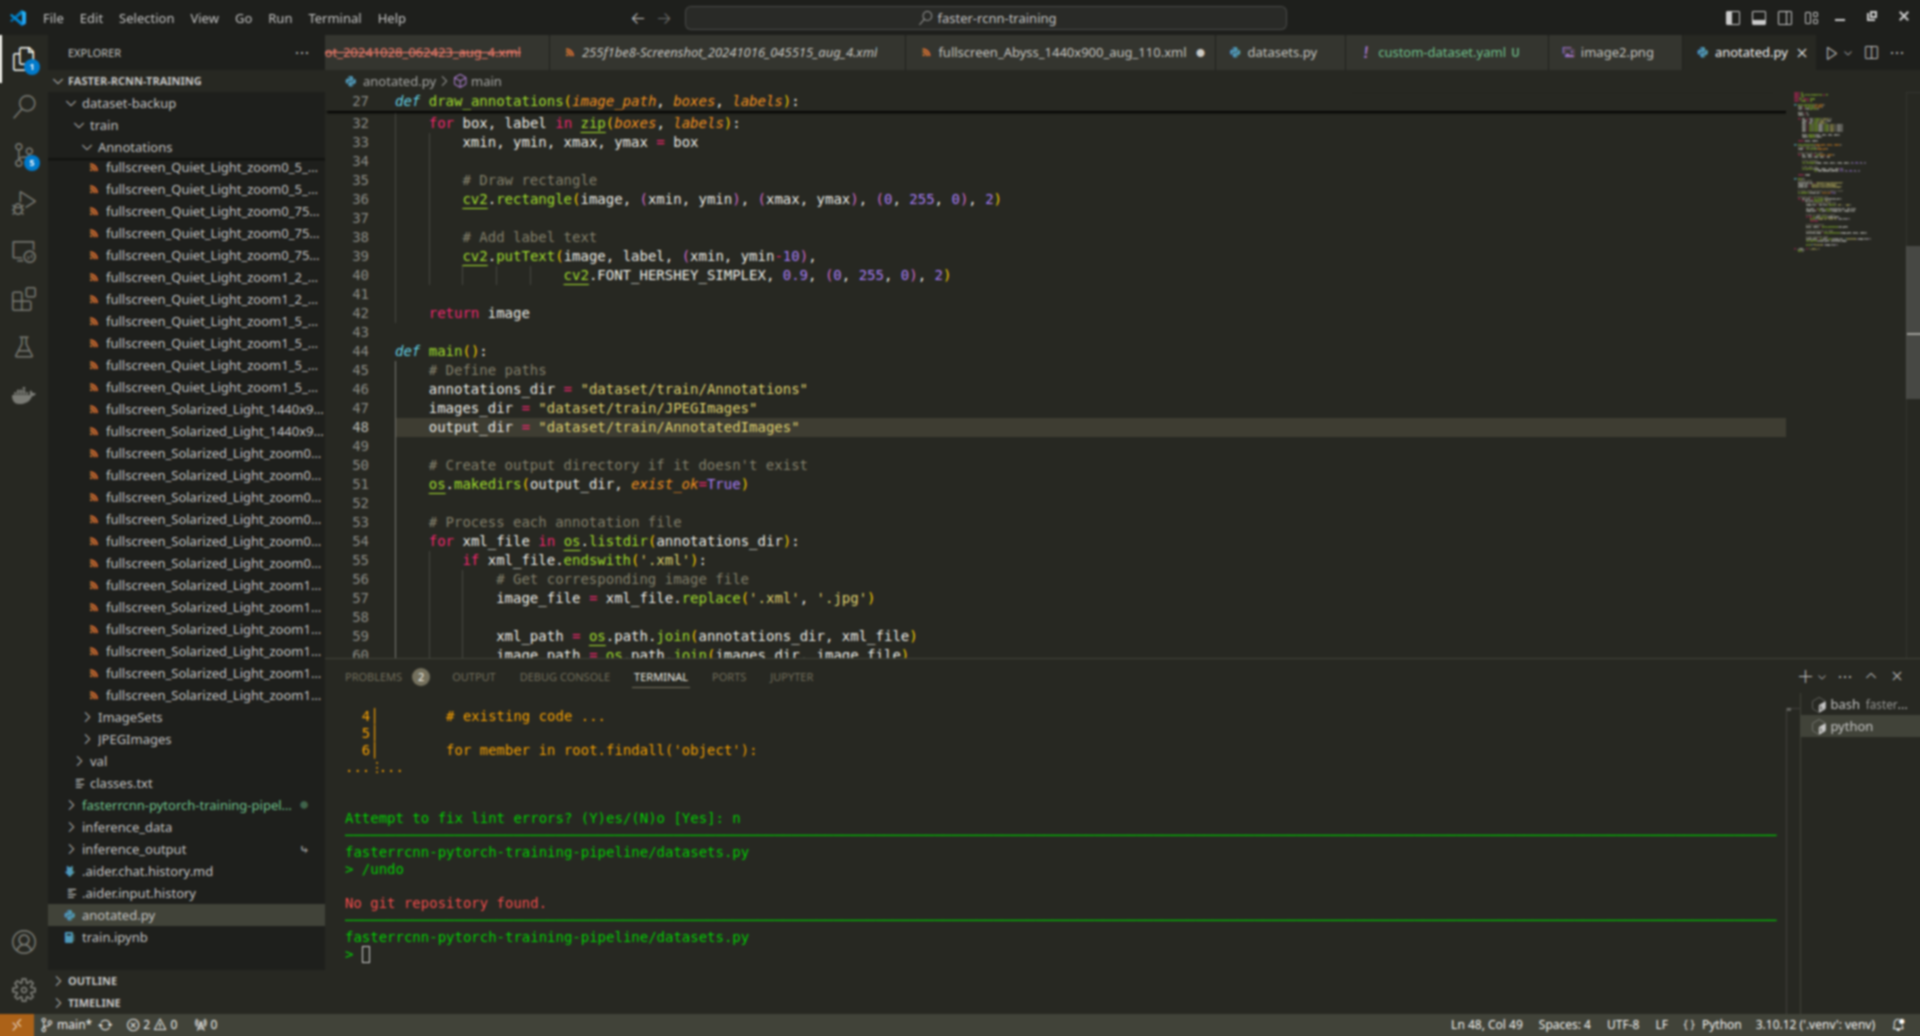 File Edit Selection View Go Run Terminal Help
faster-rcnn-training
EXPLORER
ot_20241028_062423_aug_4.xml
255f1be8-Screenshot_20241016_045515_aug_4.xml
fullscreen_Abyss_1440x900_aug_110.xml
datasets.py
! custom-dataset.yaml U
image2.png
anotated.py
FASTER-RCNN-TRAINING
dataset-backup
train
Annotations
fullscreen_Quiet_Light_zoom0_5_...
fullscreen_Quiet_Light_zoom0_5_...
fullscreen_Quiet_Light_zoom0_75...
fullscreen_Quiet_Light_zoom0_75...
fullscreen_Quiet_Light_zoom0_75...
fullscreen_Quiet_Light_zoom1_2_...
fullscreen_Quiet_Light_zoom1_2_...
fullscreen_Quiet_Light_zoom1_5_...
fullscreen_Quiet_Light_zoom1_5_...
fullscreen_Quiet_Light_zoom1_5_...
fullscreen_Quiet_Light_zoom1_5_...
fullscreen_Solarized_Light_1440x9...
fullscreen_Solarized_Light_1440x9...
fullscreen_Solarized_Light_zoom0...
fullscreen_Solarized_Light_zoom0...
fullscreen_Solarized_Light_zoom0...
fullscreen_Solarized_Light_zoom0...
fullscreen_Solarized_Light_zoom0...
fullscreen_Solarized_Light_zoom0...
fullscreen_Solarized_Light_zoom1...
fullscreen_Solarized_Light_zoom1...
fullscreen_Solarized_Light_zoom1...
fullscreen_Solarized_Light_zoom1...
fullscreen_Solarized_Light_zoom1...
fullscreen_Solarized_Light_zoom1...
ImageSets
JPEGImages
val
classes.txt
fasterrcnn-pytorch-training-pipel...
inference_data
inference_output
.aider.chat.history.md
.aider.input.history
anotated.py
train.ipynb
OUTLINE
TIMELINE
anotated.py > main
27 def draw_annotations(image_path, boxes, labels):
32 for box, label in zip(boxes, labels):
33 xmin, ymin, xmax, ymax = box
34
35 # Draw rectangle
36 cv2.rectangle(image, (xmin, ymin), (xmax, ymax), (0, 255, 0), 2)
37
38 # Add label text
39 cv2.putText(image, label, (xmin, ymin-10),
40 cv2.FONT_HERSHEY_SIMPLEX, 0.9, (0, 255, 0), 2)
41
42 return image
43
44 def main():
45 # Define paths
46 annotations_dir = "dataset/train/Annotations"
47 images_dir = "dataset/train/JPEGImages"
48 output_dir = "dataset/train/AnnotatedImages"
49
50 # Create output directory if it doesn't exist
51 os.makedirs(output_dir, exist_ok=True)
52
53 # Process each annotation file
54 for xml_file in os.listdir(annotations_dir):
55 if xml_file.endswith('.xml'):
56 # Get corresponding image file
57 image_file = xml_file.replace('.xml', '.jpg')
58
59 xml_path = os.path.join(annotations_dir, xml_file)
60 image_path = os.path.join(images_dir, image_file)
PROBLEMS 2 OUTPUT DEBUG CONSOLE TERMINAL PORTS JUPYTER
4| # existing code ...
5|
6| for member in root.findall('object'):
...⋮...
Attempt to fix lint errors? (Y)es/(N)o [Yes]: n
fasterrcnn-pytorch-training-pipeline/datasets.py
> /undo
No git repository found.
fasterrcnn-pytorch-training-pipeline/datasets.py
>
bash faster...
python
1
5
main* 2 0 0
Ln 48, Col 49 Spaces: 4 UTF-8 LF Python 3.10.12 ('.venv': venv)